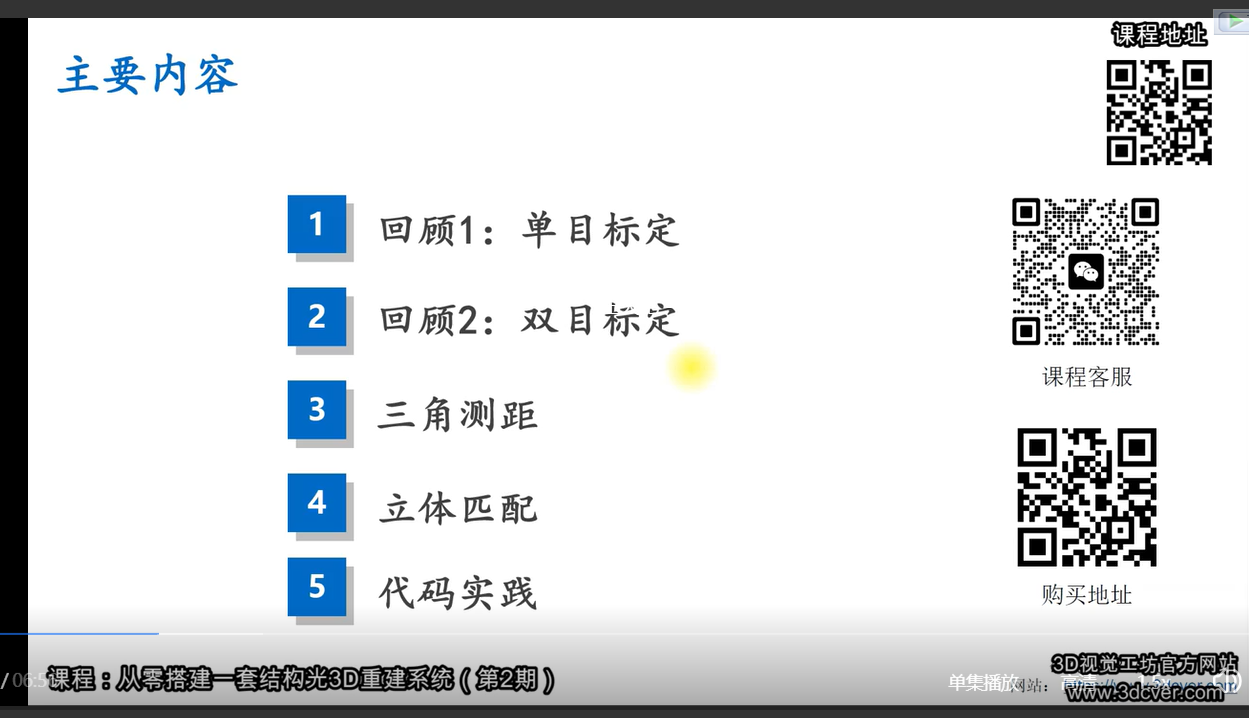 课程地址
主要内容
1 回顾1：单目标定
2 回顾2：双目标定
3 三角测距
4 立体匹配
5 代码实践
课程客服
购买地址
课程：从零搭建一套结构光3D重建系统（第2期）
3D视觉工坊官方网站
单集播放
网站：
高清
1.5x
www.3dcver.com